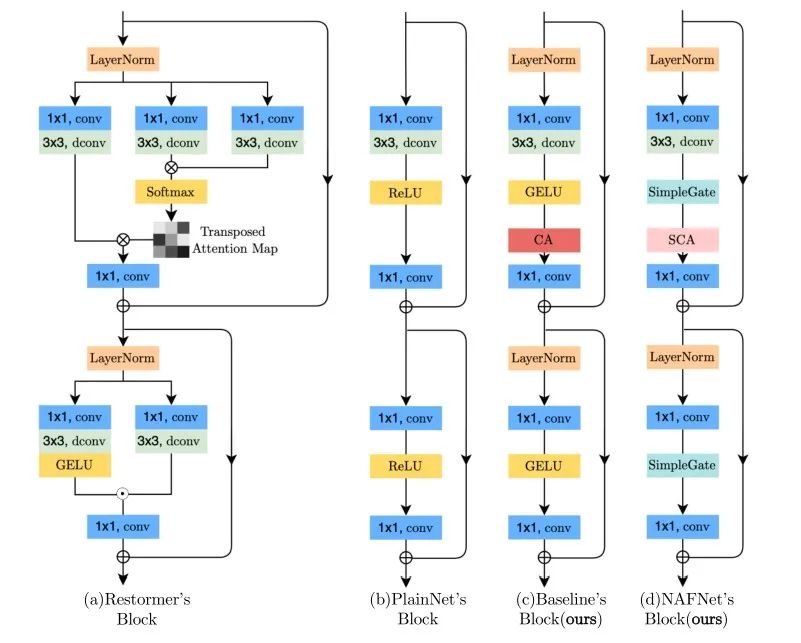 LayerNorm
1x1, conv
3x3, dconv
1x1, conv
3x3, dconv
1x1, conv
3x3, dconv
Softmax
Transposed
Attention Map
1x1, conv
LayerNorm
1x1, conv
3x3, dconv
GELU
1x1, conv
3x3, dconv
1x1, conv
(a)Restormer's
Block
1x1, conv
3x3, dconv
ReLU
1x1, conv
1x1, conv
ReLU
1x1, conv
(b)PlainNet's
Block
LayerNorm
1x1, conv
3x3, dconv
GELU
CA
1x1, conv
LayerNorm
1x1, conv
GELU
1x1, conv
(c)Baseline's
Block(ours)
LayerNorm
1x1, conv
3x3, dconv
SimpleGate
SCA
1x1, conv
LayerNorm
1x1, conv
SimpleGate
1x1, conv
(d)NAFNet's
Block(ours)